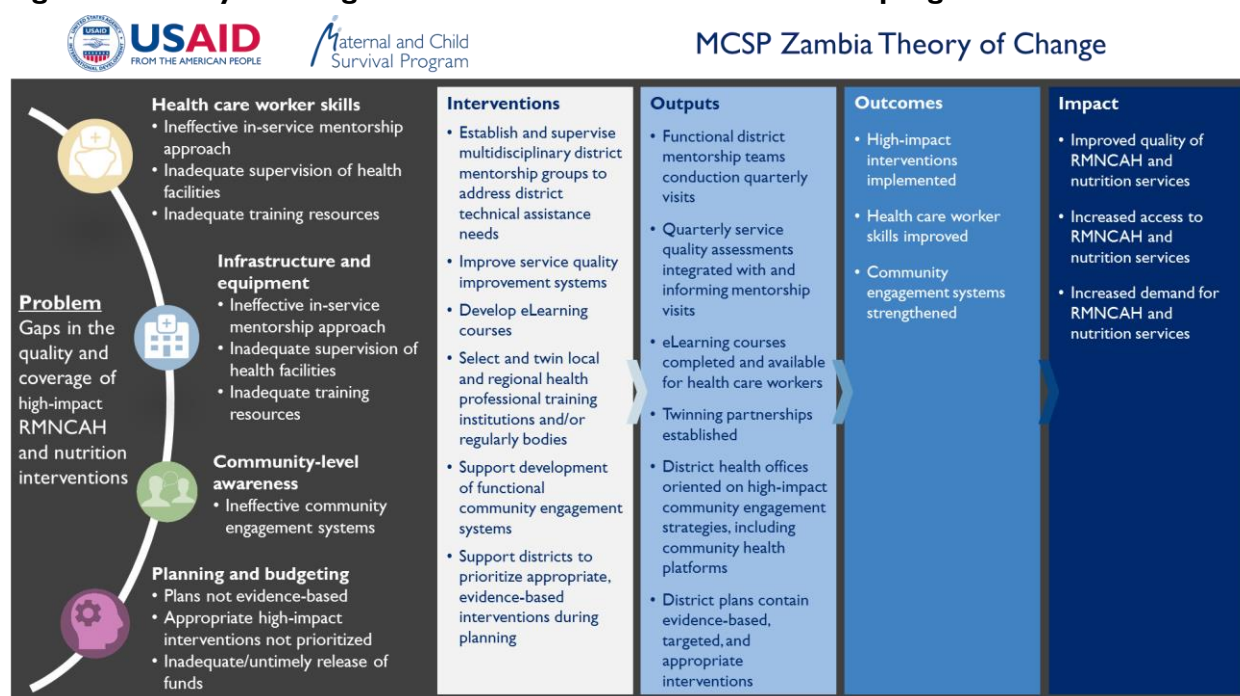 USAID
FROM THE AMERICAN PEOPLE
Maternal and Child
Survival Program
MCSP Zambia Theory of Change
Problem
Gaps in the
quality and
coverage of
high-impact
RMNCAH
and nutrition
interventions
Health care worker skills
• Ineffective in-service mentorship
approach
• Inadequate supervision of health
facilities
• Inadequate training resources
Infrastructure and
equipment
• Ineffective in-service
mentorship approach
• Inadequate supervision of
health facilities
• Inadequate training
resources
Community-level
awareness
• Ineffective community
engagement systems
Planning and budgeting
• Plans not evidence-based
• Appropriate high-impact
interventions not prioritized
• Inadequate/untimely release of
funds
Interventions
• Establish and supervise
multidisciplinary district
mentorship groups to
address district
technical assistance
needs
• Improve service quality
improvement systems
• Develop eLearning
courses
• Select and twin local
and regional health
professional training
institutions and/or
regularly bodies
• Support development
of functional
community engagement
systems
• Support districts to
prioritize appropriate,
evidence-based
interventions during
planning
Outputs
• Functional district
mentorship teams
conduction quarterly
visits
• Quarterly service
quality assessments
integrated with and
informing mentorship
visits
• eLearning courses
completed and available
for health care workers
• Twinning partnerships
established
• District health offices
oriented on high-impact
community engagement
strategies, including
community health
platforms
• District plans contain
evidence-based,
targeted, and
appropriate
interventions
Outcomes
• High-impact
interventions
implemented
• Health care worker
skills improved
• Community
engagement systems
strengthened
Impact
• Improved quality of
RMNCAH and
nutrition services
• Increased access to
RMNCAH and
nutrition services
• Increased demand for
RMNCAH and
nutrition services